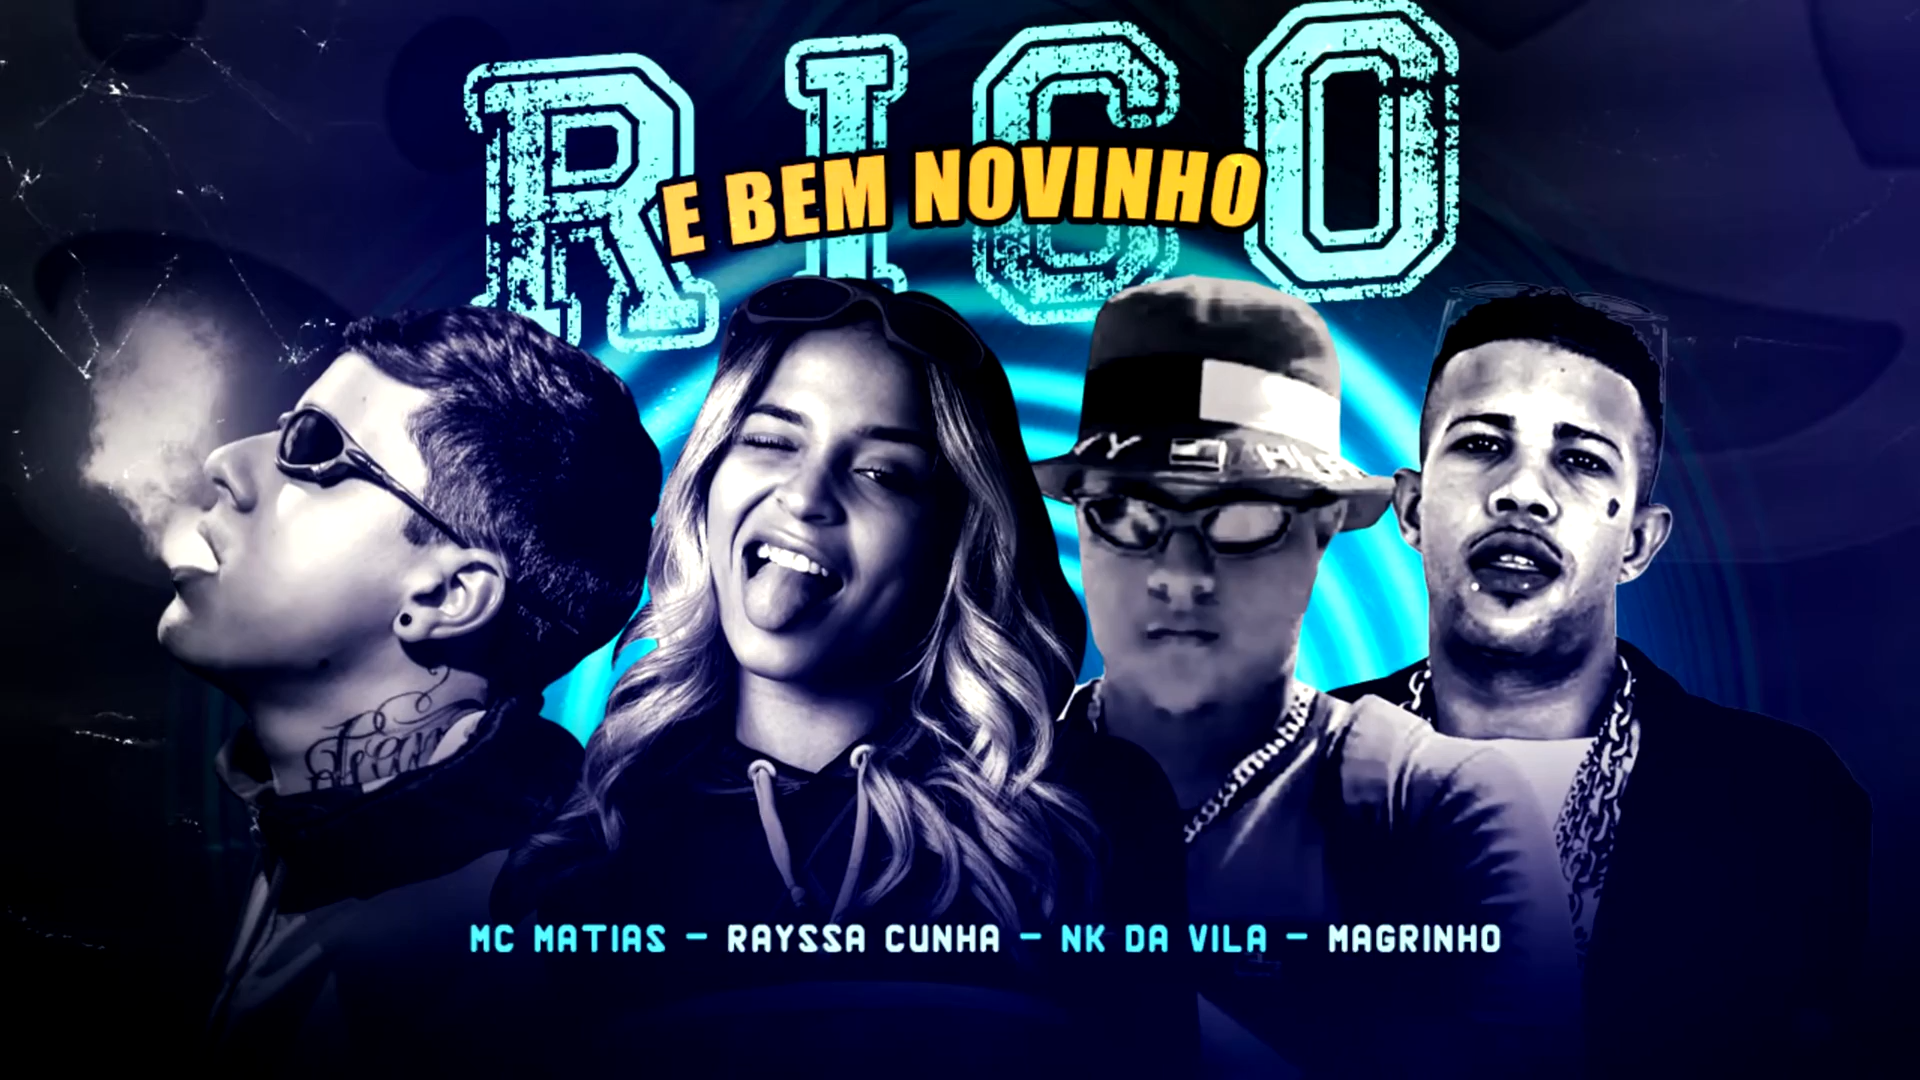 RICO
E BEM NOVINHO
MC MATIAS - RAYSSA CUNHA - NK DA VILA - MAGRINHO